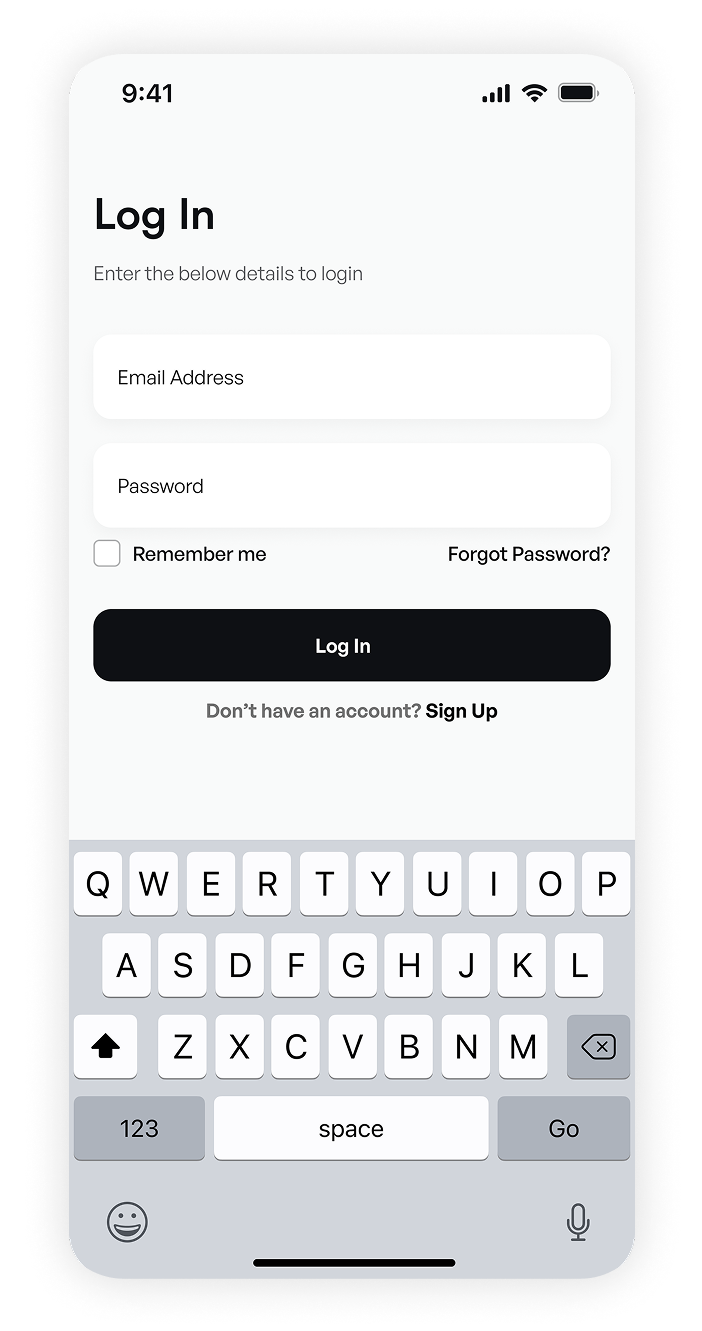 9:41
Log In
Enter the below details to login
Email Address
Password
Remember me Forgot Password?
Log In
Don’t have an account? Sign Up
Q W E R T Y U I O P
A S D F G H J K L
Z X C V B N M
123 space Go